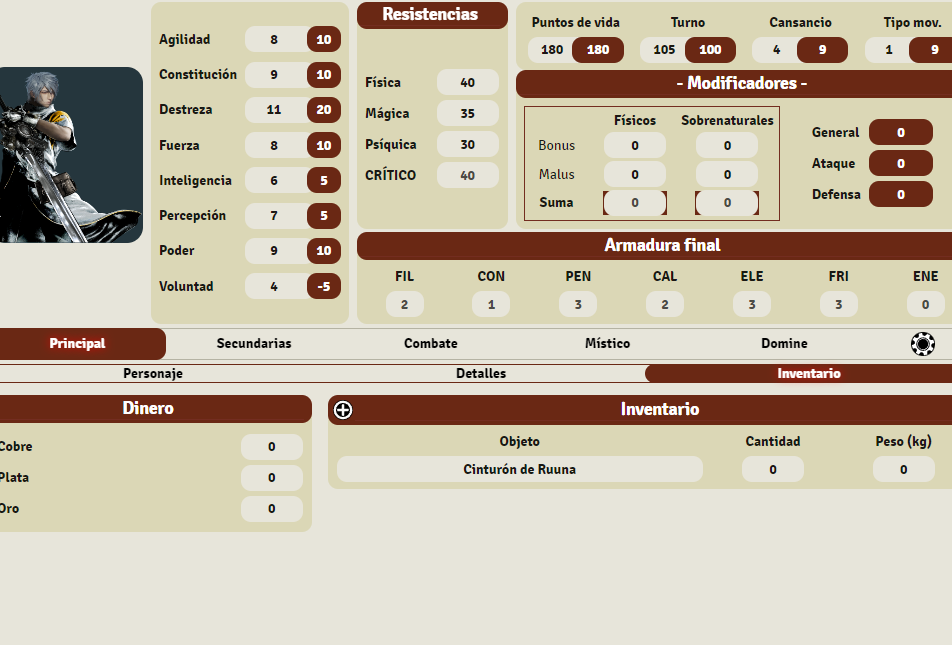 Agilidad 8 10
Constitución 9 10
Destreza 11 20
Fuerza 8 10
Inteligencia 6 5
Percepción 7 5
Poder 9 10
Voluntad 4 -5
Resistencias
Física 40
Mágica 35
Psíquica 30
CRÍTICO 40
Puntos de vida Turno Cansancio Tipo mov.
180 180 105 100 4 9 1 9
- Modificadores -
Físicos Sobrenaturales
Bonus 0 0
Malus 0 0
Suma 0 0
General 0
Ataque 0
Defensa 0
Armadura final
FIL CON PEN CAL ELE FRI ENE
2 1 3 2 3 3 0
Principal Secundarias Combate Místico Domine
Personaje Detalles Inventario
Dinero
Cobre 0
Plata 0
Oro 0
Inventario
Objeto Cantidad Peso (kg)
Cinturón de Ruuna 0 0